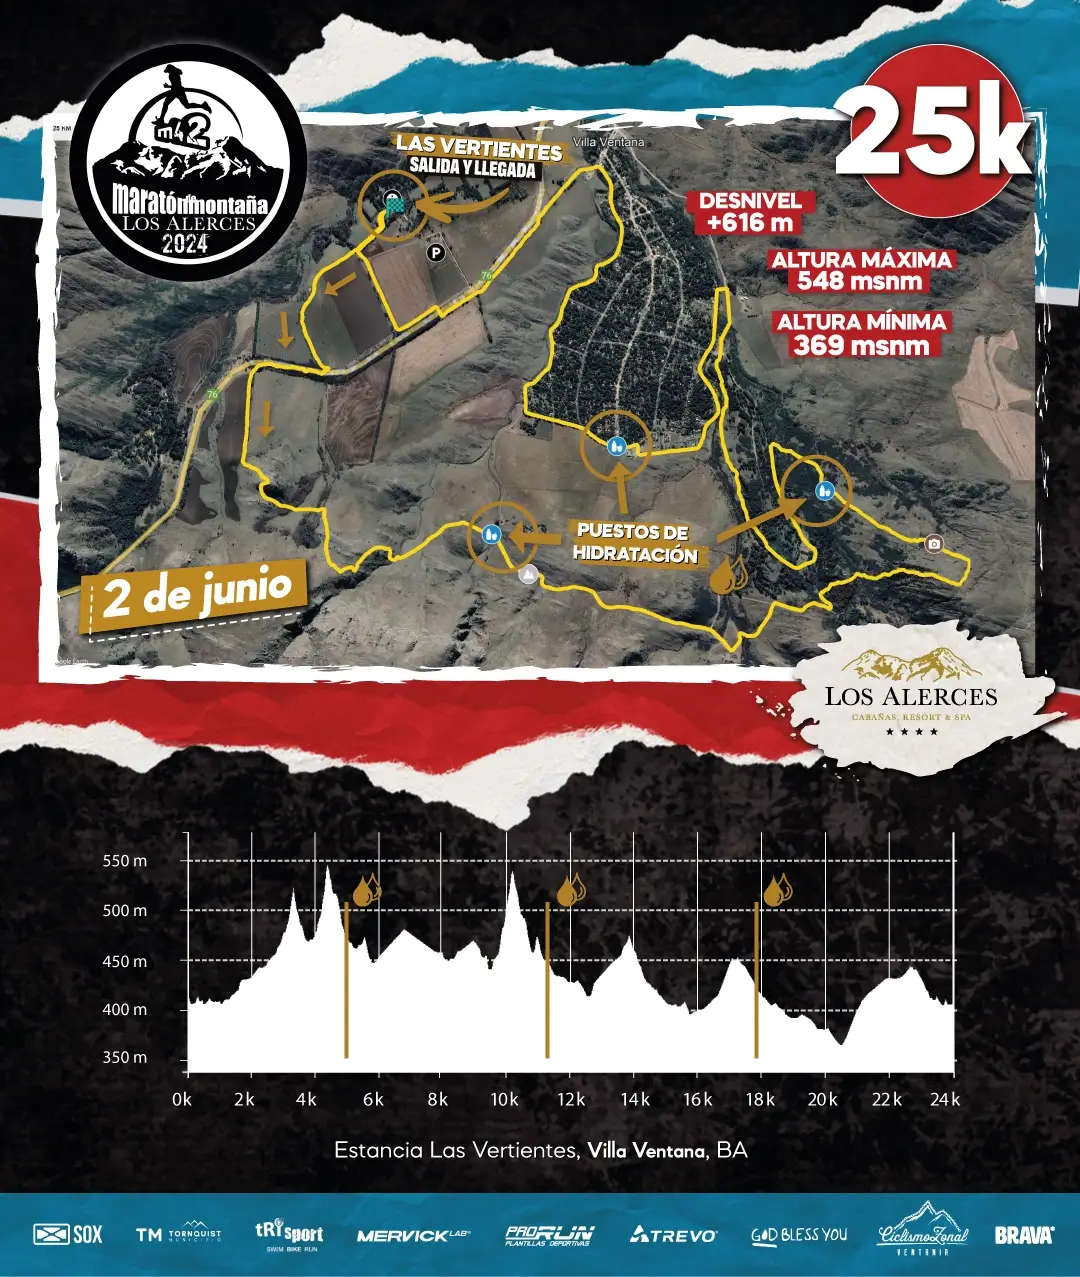 25 KM
m42
maratón de montaña
LOS ALERCES
2024
LAS VERTIENTES
SALIDA Y LLEGADA
Villa Ventana
25k
DESNIVEL
+616 m
ALTURA MÁXIMA
548 msnm
ALTURA MÍNIMA
369 msnm
P
76
76
PUESTOS DE
HIDRATACIÓN
2 de junio
Google Earth
LOS ALERCES
CABAÑAS, RESORT & SPA
550 m
500 m
450 m
400 m
350 m
0k 2k 4k 6k 8k 10k 12k 14k 16k 18k 20k 22k 24k
Estancia Las Vertientes, Villa Ventana, BA
SOX
TM TORNQUIST
MUNICIPIO
tRI sport
SWIM BIKE RUN
MERVICK LAB®
PRORUN
PLANTILLAS DEPORTIVAS
TREVO®
GOD BLESS YOU
CiclismoZonal
VENTANIA
BRAVA®